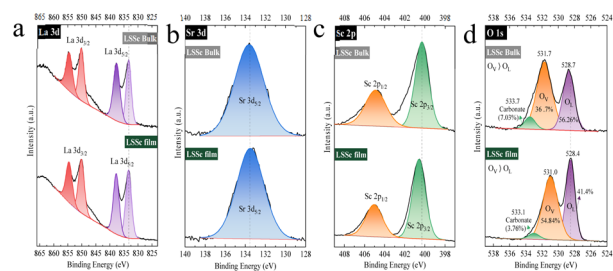 a
La 3d
La 3d3/2
La 3d5/2
LSSc Bulk
La 3d3/2
La 3d5/2
LSSc film
Intensity (a.u.)
865 860 855 850 845 840 835 830 825
Binding Energy (eV)
b
140 138 136 134 132 130 128
Sr 3d
LSSc Bulk
Sr 3d5/2
LSSc film
Sr 3d5/2
Intensity (a.u.)
140 138 136 134 132 130 128
Binding Energy (eV)
c
408 406 404 402 400 398
Sc 2p
LSSc Bulk
Sc 2p1/2
Sc 2p3/2
LSSc film
Sc 2p1/2
Sc 2p3/2
Intensity (a.u.)
408 406 404 402 400 398
Binding Energy (eV)
d
534 532 530 528 526 524
O 1s
LSSc Bulk
OV ⟩ OL
531.7
528.7
OV
36.7%
OL
56.26%
533.7
Carbonate
(7.03%)
LSSc film
OV ⟩ OL
531.0
528.4
OV
54.84%
OL
41.4%
533.1
Carbonate
(3.76%)
Intensity (a.u.)
534 532 530 528 526 524
Binding Energy (eV)